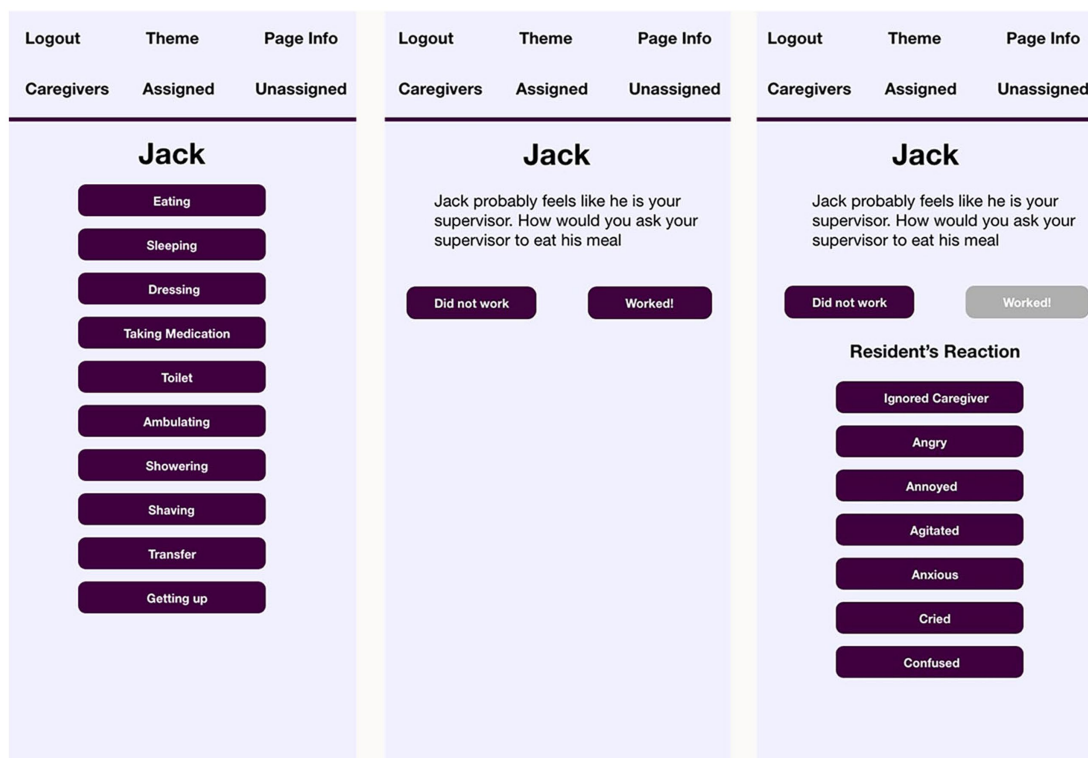 Logout Theme Page Info
Caregivers Assigned Unassigned
Jack
Eating
Sleeping
Dressing
Taking Medication
Toilet
Ambulating
Showering
Shaving
Transfer
Getting up
Logout Theme Page Info
Caregivers Assigned Unassigned
Jack
Jack probably feels like he is your
supervisor. How would you ask your
supervisor to eat his meal
Did not work Worked!
Logout Theme Page Info
Caregivers Assigned Unassigned
Jack
Jack probably feels like he is your
supervisor. How would you ask your
supervisor to eat his meal
Did not work Worked!
Resident’s Reaction
Ignored Caregiver
Angry
Annoyed
Agitated
Anxious
Cried
Confused